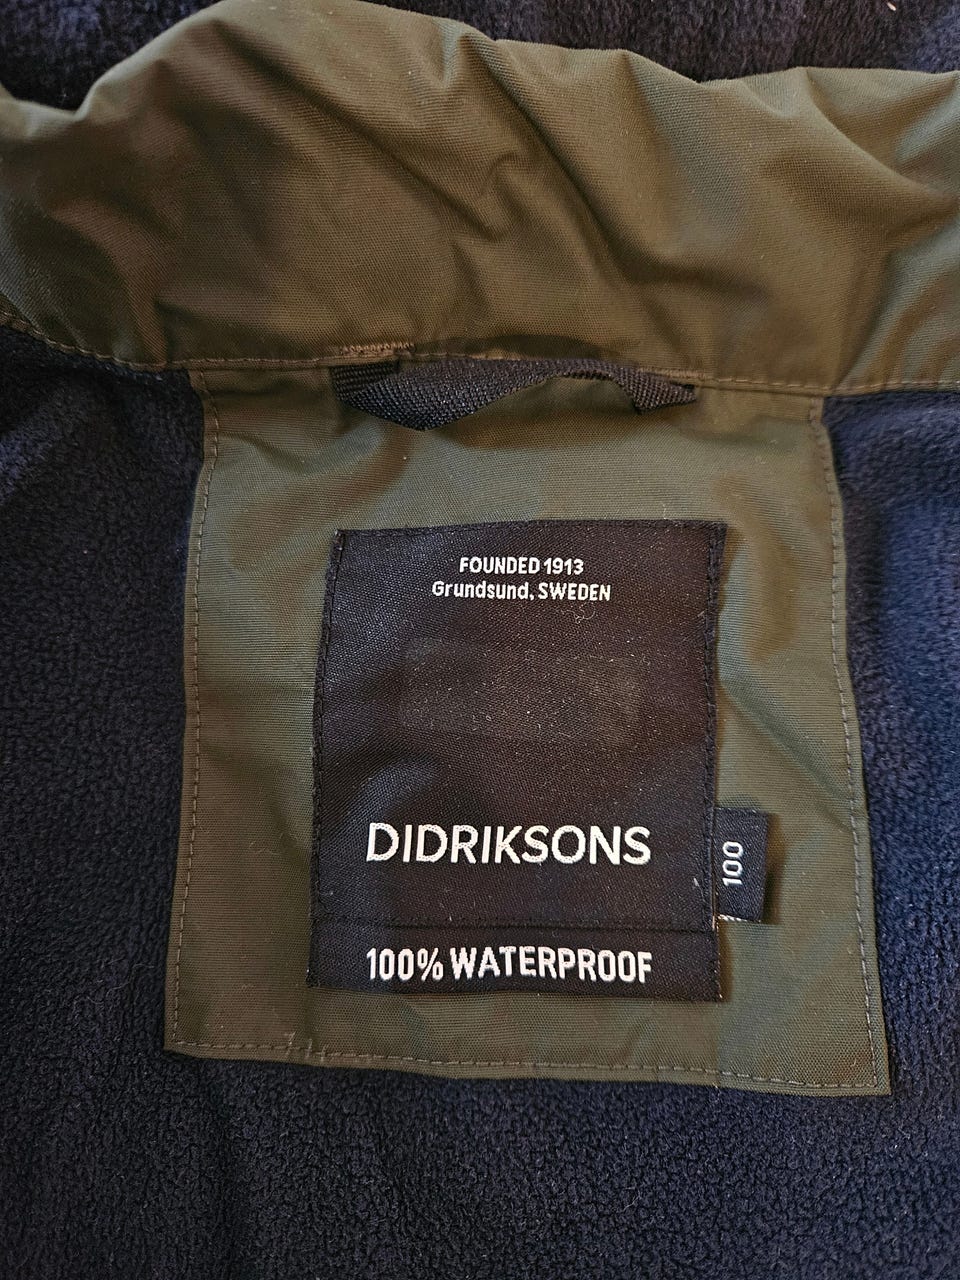 FOUNDED 1913
Grundsund, SWEDEN
DIDRIKSONS
100
100% WATERPROOF